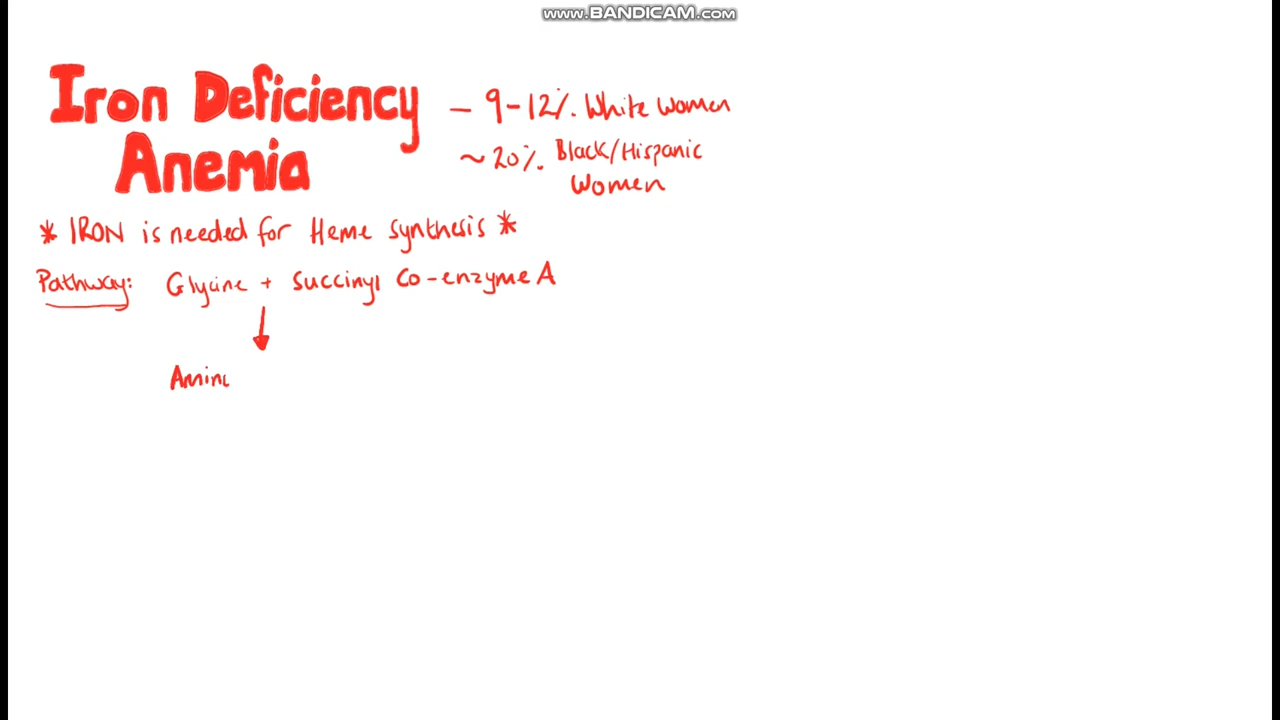 www.BANDICAM.com
Iron Deficiency
Anemia
- 9-12% White women
~20% Black/Hispanic
Women
* IRON is needed for Heme synthesis *
Pathway: Glycine + Succinyl Co-enzyme A
Amino